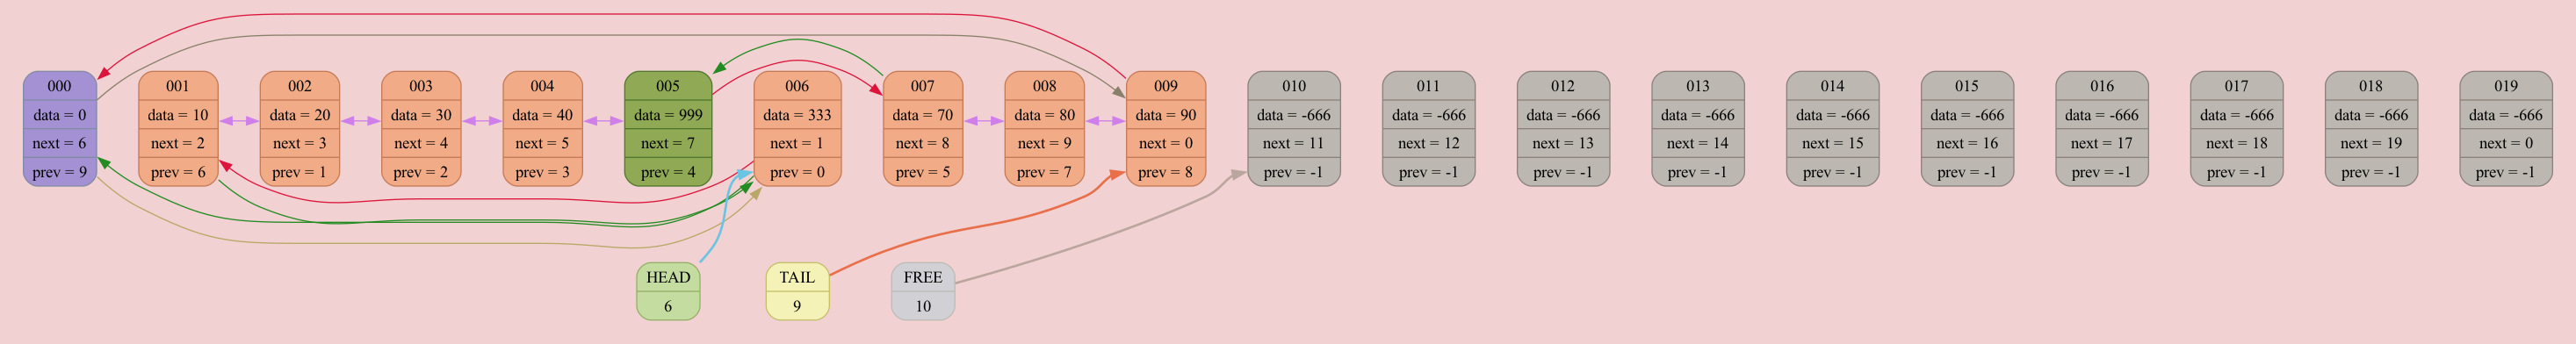 000
data = 0
next = 6
prev = 9
001
data = 10
next = 2
prev = 6
002
data = 20
next = 3
prev = 1
003
data = 30
next = 4
prev = 2
004
data = 40
next = 5
prev = 3
005
data = 999
next = 7
prev = 4
006
data = 333
next = 1
prev = 0
007
data = 70
next = 8
prev = 5
008
data = 80
next = 9
prev = 7
009
data = 90
next = 0
prev = 8
010
data = -666
next = 11
prev = -1
011
data = -666
next = 12
prev = -1
012
data = -666
next = 13
prev = -1
013
data = -666
next = 14
prev = -1
014
data = -666
next = 15
prev = -1
015
data = -666
next = 16
prev = -1
016
data = -666
next = 17
prev = -1
017
data = -666
next = 18
prev = -1
018
data = -666
next = 19
prev = -1
019
data = -666
next = 0
prev = -1
HEAD
6
TAIL
9
FREE
10